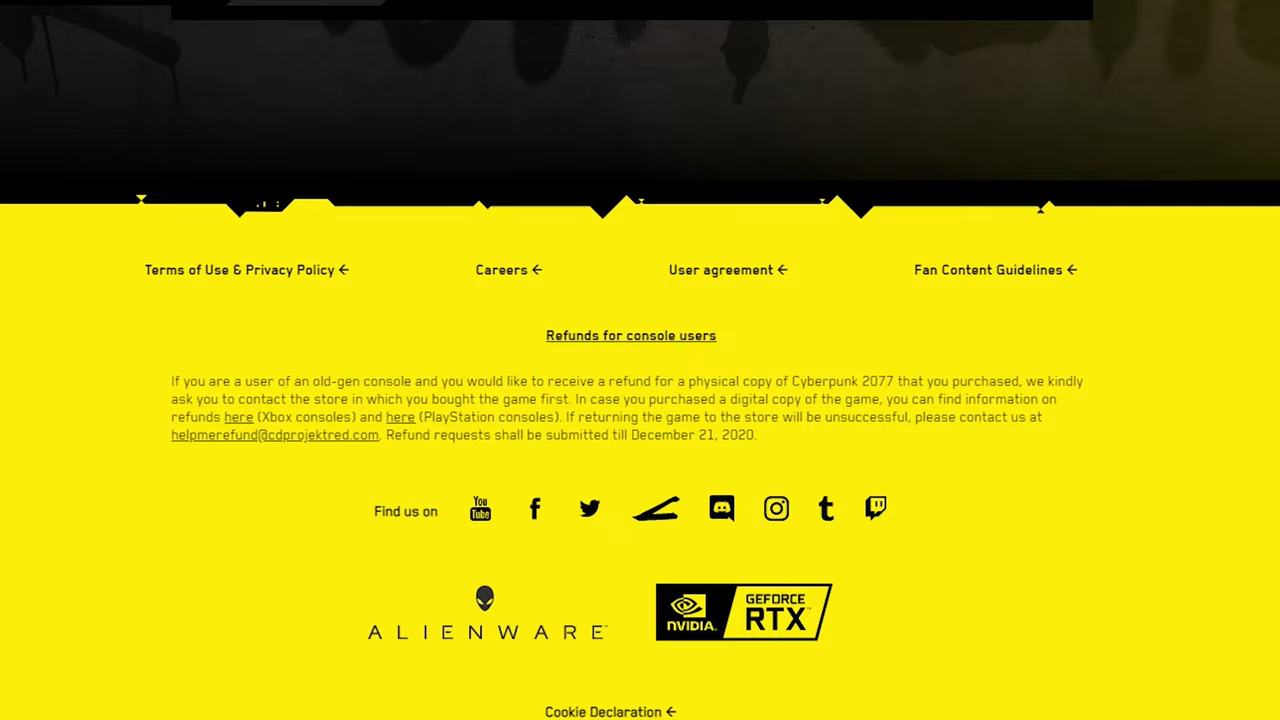 Terms of Use & Privacy Policy ← Careers ← User agreement ← Fan Content Guidelines ←
Refunds for console users
If you are a user of an old-gen console and you would like to receive a refund for a physical copy of Cyberpunk 2077 that you purchased, we kindly
ask you to contact the store in which you bought the game first. In case you purchased a digital copy of the game, you can find information on
refunds here (Xbox consoles) and here (PlayStation consoles). If returning the game to the store will be unsuccessful, please contact us at
helpmerefund@cdprojektred.com. Refund requests shall be submitted till December 21, 2020.
Find us on
You
Tube
ALIENWARE™
NVIDIA.
GEFORCE
RTX™
Cookie Declaration ←